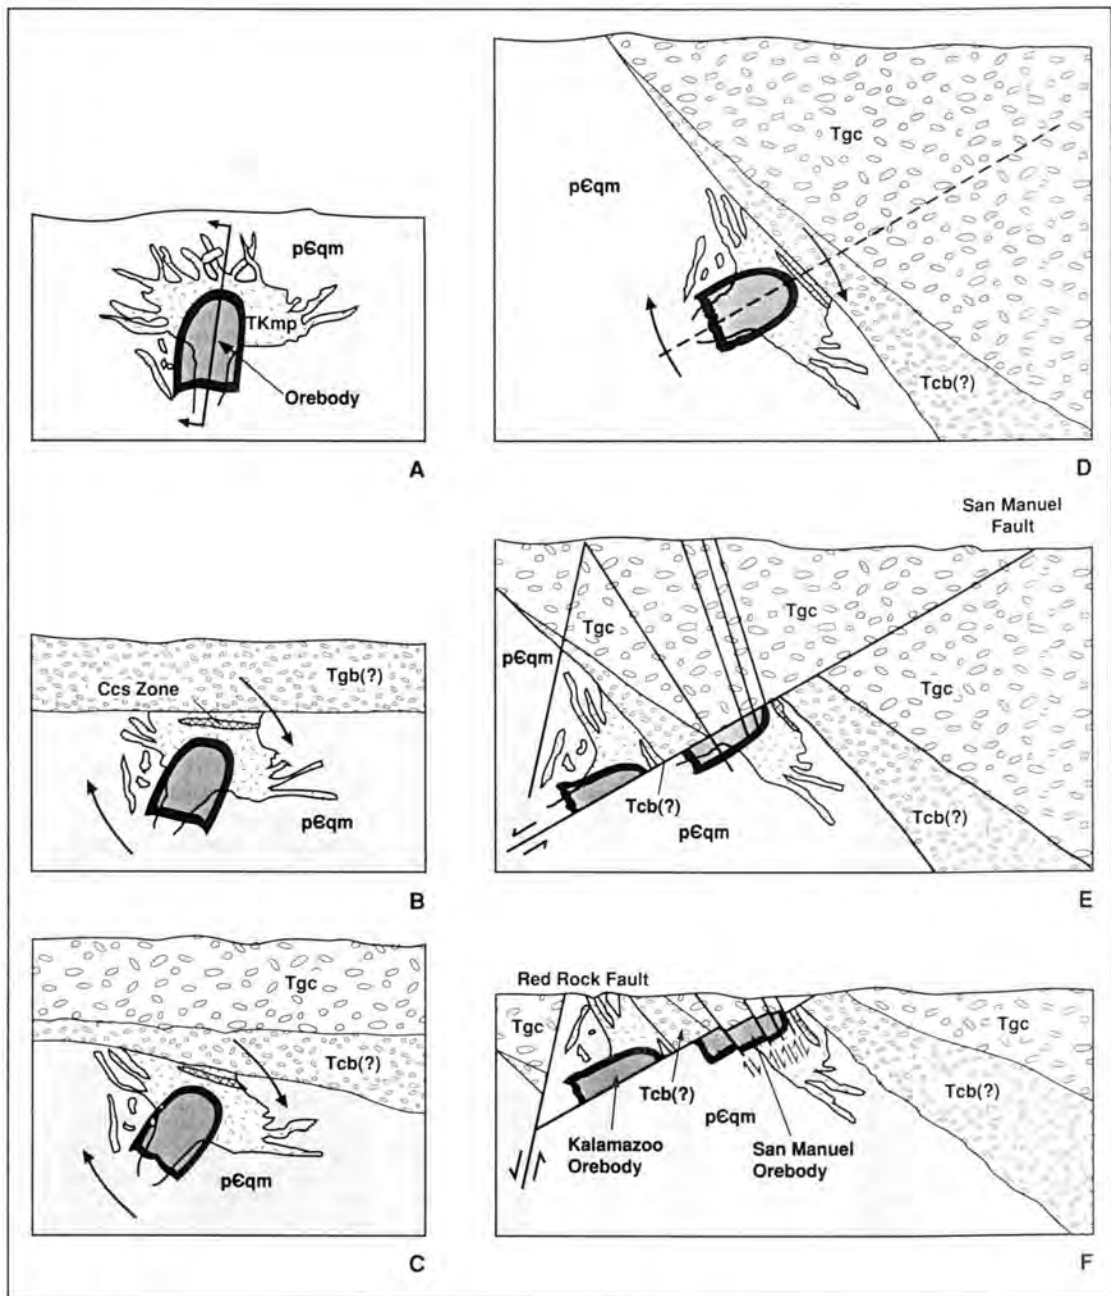 pЄqm
TKmp
Orebody
A
Tgb(?)
Ccs Zone
pЄqm
B
Tgc
Tcb(?)
pЄqm
C
Tgc
pЄqm
Tcb(?)
D
San Manuel
Fault
Tgc
Tgc
pЄqm
Tgc
Tcb(?)
pЄqm
Tcb(?)
E
Red Rock Fault
Tgc
Tgc
Tcb(?)
Tcb(?)
pЄqm
Kalamazoo
Orebody
San Manuel
Orebody
F